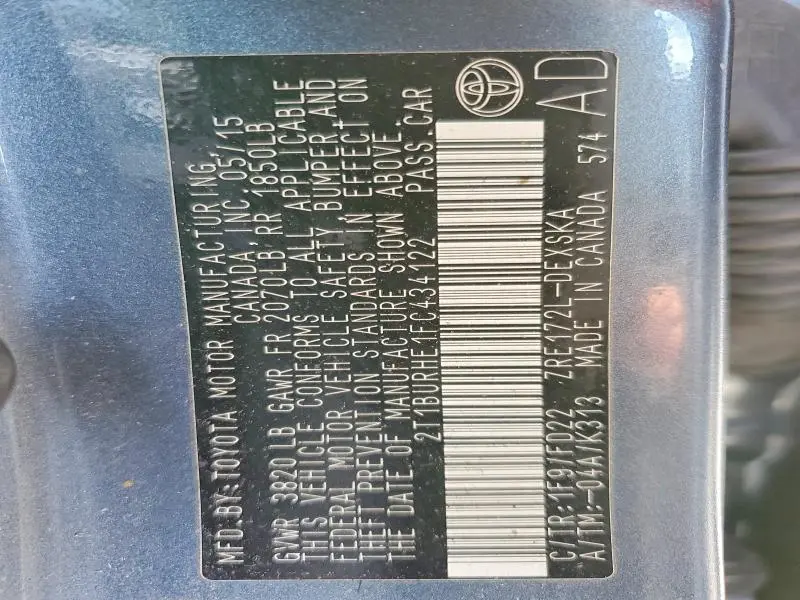 MFD.BY:TOYOTA MOTOR MANUFACTURING,
CANADA, INC. 05/15
GVWR 3820LB GAWR FR 2070LB RR 1850LB
THIS VEHICLE CONFORMS TO ALL APPLICABLE
FEDERAL MOTOR VEHICLE SAFETY, BUMPER, AND
THEFT PREVENTION STANDARDS IN EFFECT ON
THE DATE OF MANUFACTURE SHOWN ABOVE.
2T1BURHE1FC434122 PASS.CAR
C/TR:1F9/FQ22 ZRE172L-DEXSKA
A/TM:-04A/K313 MADE IN CANADA 574
AD